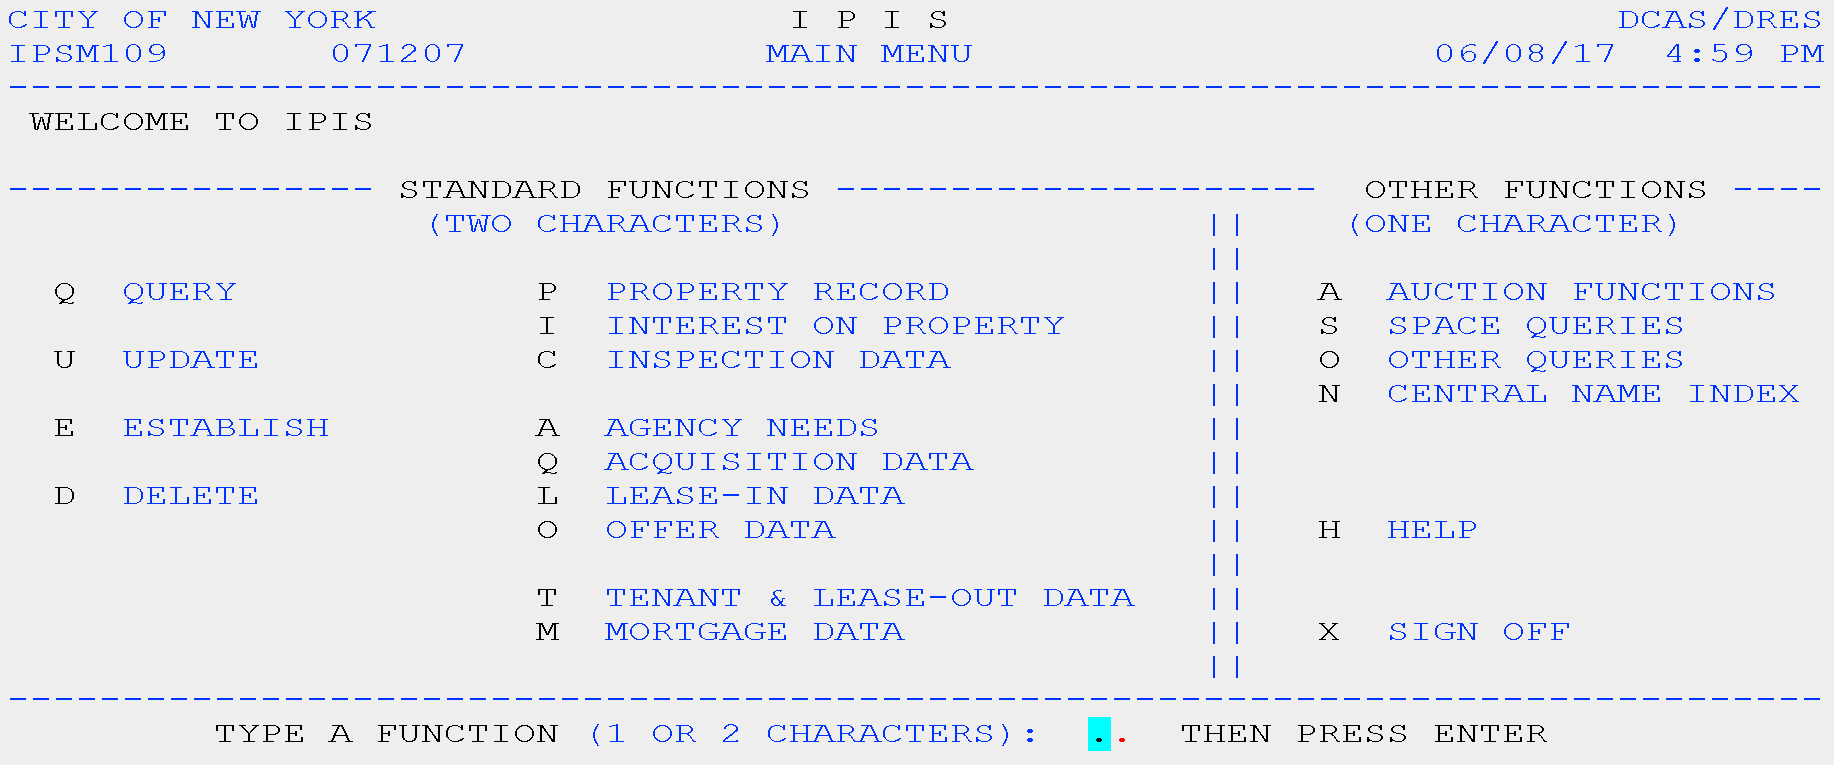 CITY OF NEW YORK I P I S DCAS/DRES
IPSM109 071207 MAIN MENU 06/08/17 4:59 PM
-------------------------------------------------------------------------------
WELCOME TO IPIS
---------------- STANDARD FUNCTIONS --------------------- OTHER FUNCTIONS ----
(TWO CHARACTERS) || (ONE CHARACTER)
||
Q QUERY P PROPERTY RECORD || A AUCTION FUNCTIONS
I INTEREST ON PROPERTY || S SPACE QUERIES
U UPDATE C INSPECTION DATA || O OTHER QUERIES
|| N CENTRAL NAME INDEX
E ESTABLISH A AGENCY NEEDS ||
Q ACQUISITION DATA ||
D DELETE L LEASE-IN DATA ||
O OFFER DATA || H HELP
||
T TENANT & LEASE-OUT DATA ||
M MORTGAGE DATA || X SIGN OFF
||
-------------------------------------------------------------------------------
TYPE A FUNCTION (1 OR 2 CHARACTERS): .. THEN PRESS ENTER